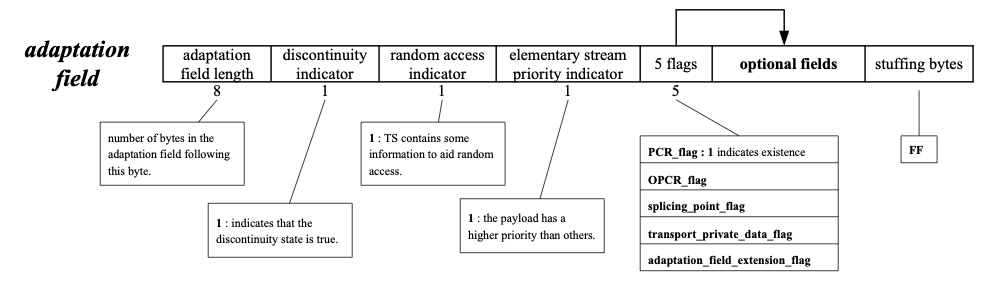 adaptation
field
adaptation
field length
discontinuity
indicator
random access
indicator
elementary stream
priority indicator
5 flags
optional fields
stuffing bytes
8
1
1
1
5
number of bytes in the
adaptation field following
this byte.
1 : indicates that the
discontinuity state is true.
1 : TS contains some
information to aid random
access.
1 : the payload has a
higher priority than others.
PCR_flag : 1 indicates existence
OPCR_flag
splicing_point_flag
transport_private_data_flag
adaptation_field_extension_flag
FF